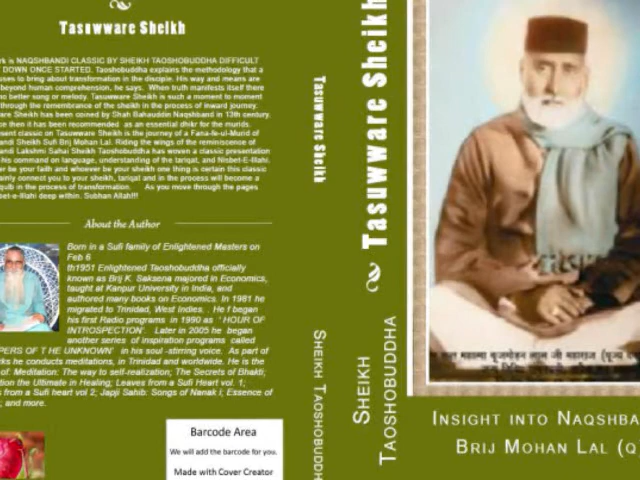 Tasuwware Sheikh
rk is NAQSHBANDI CLASSIC BY SHEIKH TAOSHOBUDDHA DIFFICULT
DOWN ONCE STARTED. Taoshobuddha explains the methodology that a
uses to bring about transformation in the disciple. His way and means are
beyond human comprehension, he says. When truth manifests itself there
no better song or melody. Tasuwware Sheikh is such a moment to moment
through the remembrance of the sheikh in the process of inward journey.
are Sheikh has been coined by Shah Bahauddin Naqshband in 13th century.
ce then it has been recommended as an essential dhikr for the murids.
esent classic on Tasuwware Sheikh is the journey of a Fana-fe-ul-Murid of
andi Sheikh Sufi Brij Mohan Lal. Riding the wings of the reminiscence of
andi Lakshmi Sahai Sheikh Taoshobuddha has woven a classic presentation
his command on language, understanding of the tariqat, and Nisbet-E-Illahi.
er be your faith and whoever be your sheikh one thing is certain this classic
ainly connect you to your sheikh, tariqat and in the process will become a
qulb in the process of transformation. As you move through the pages
bet-e-illahi deep within. Subhan Allah!!!
About the Author
Born in a Sufi family of Enlightened Masters on
Feb 6
th1951 Enlightened Taoshobuddha officially
known as Brij K. Saksena majored in Economics,
taught at Kanpur University in India, and
authored many books on Economics. In 1981 he
migrated to Trinidad, West Indies. . He f began
his first Radio programs in 1990 as 'HOUR OF
INTROSPECTION'. Later in 2005 he began
another series of inspiration programs called
PERS OF T HE UNKNOWN' in his soul -stirring voice. As part of
ks he conducts meditations, in Trinidad and worldwide. He is the
of: Meditation: The way to self-realization; The Secrets of Bhakti;
tion the Ultimate in Healing; Leaves from a Sufi Heart vol. 1;
s from a Sufi heart vol 2; Japji Sahib: Songs of Nanak I; Essence of
; and more.
Barcode Area
We will add the barcode for you.
Made with Cover Creator
Tasuwware Sheikh
SHEIKH TAOSHOBUDDH
Tasuwware Sheikh
SHEIKH
TAOSHOBUDDHA
महात्मा बृजमोहन लाल जी महाराज (पूज्य
INSIGHT INTO NAQSHBA
BRIJ MOHAN LAL (Q